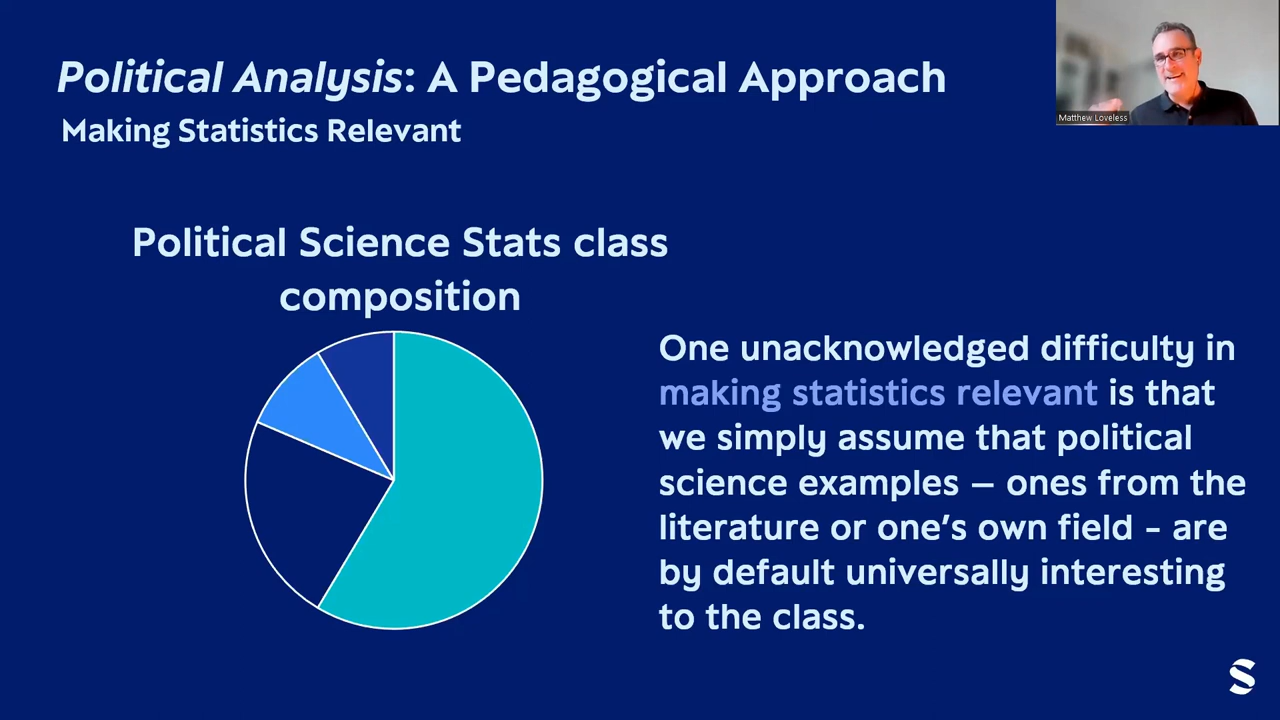 Political Analysis: A Pedagogical Approach
Making Statistics Relevant
Matthew Loveless
Political Science Stats class
composition
One unacknowledged difficulty in
making statistics relevant is that
we simply assume that political
science examples – ones from the
literature or one’s own field - are
by default universally interesting
to the class.
S